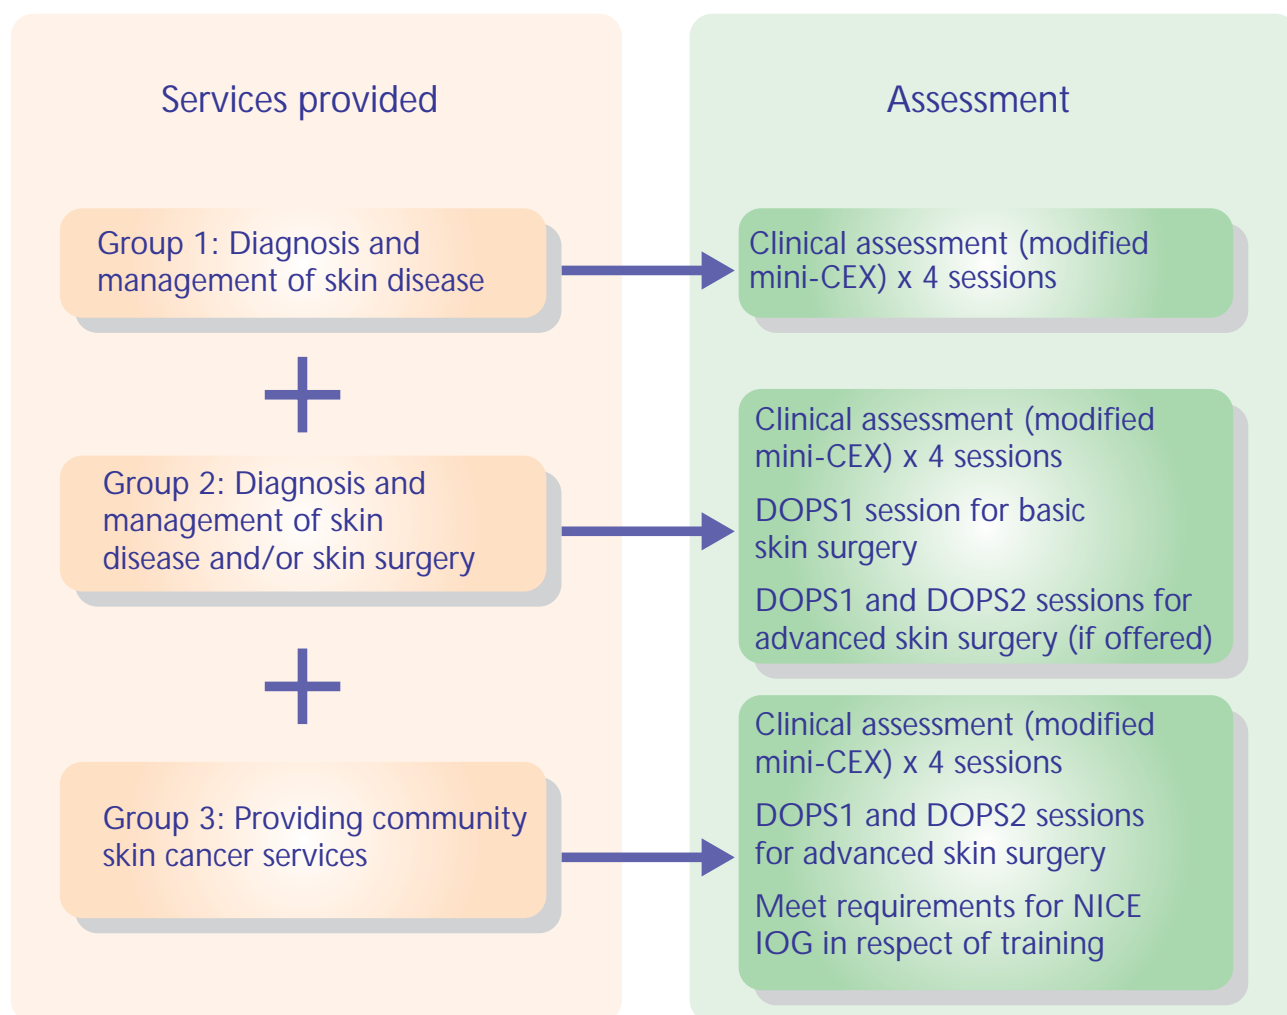 Services provided
Assessment
Group 1: Diagnosis and
management of skin disease
Clinical assessment (modified
mini-CEX) x 4 sessions
Group 2: Diagnosis and
management of skin
disease and/or skin surgery
Clinical assessment (modified
mini-CEX) x 4 sessions
DOPS1 session for basic
skin surgery
DOPS1 and DOPS2 sessions for
advanced skin surgery (if offered)
Group 3: Providing community
skin cancer services
Clinical assessment (modified
mini-CEX) x 4 sessions
DOPS1 and DOPS2 sessions
for advanced skin surgery
Meet requirements for NICE
IOG in respect of training